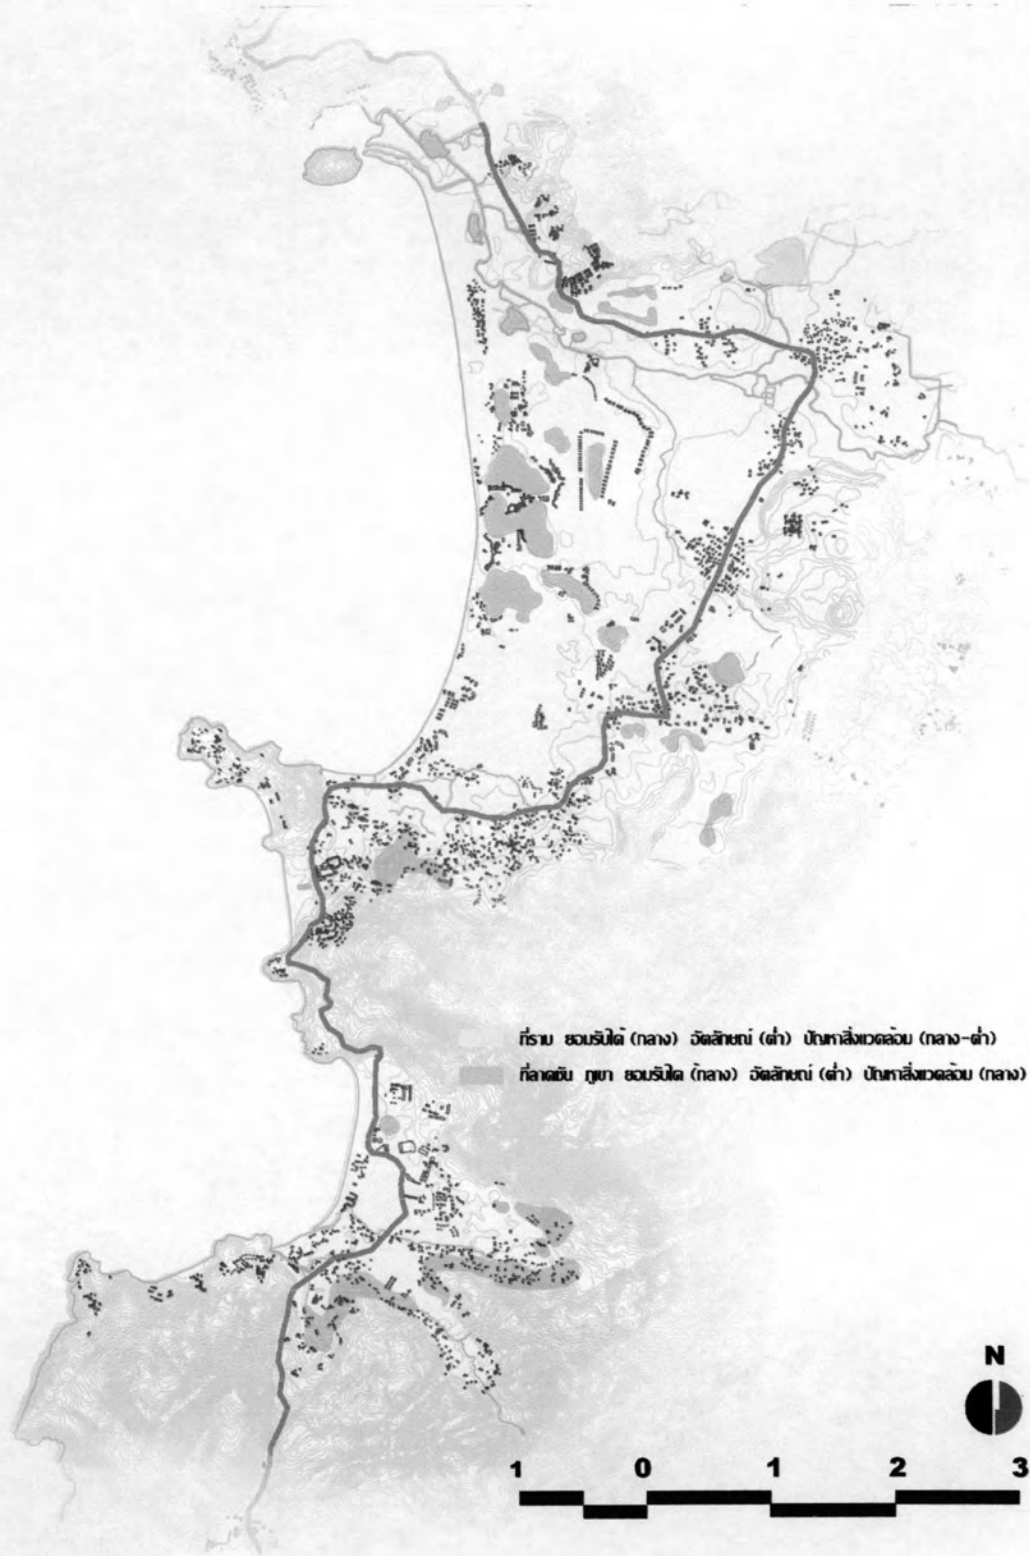 ที่ราบ ยอมรับได้ (กลาง) อัตลักษณ์ (ต่ำ) ปัญหาสิ่งแวดล้อม (กลาง-ต่ำ)
ที่ลาดชัน ภูเขา ยอมรับได้ (กลาง) อัตลักษณ์ (ต่ำ) ปัญหาสิ่งแวดล้อม (กลาง)
N
1 0 1 2 3